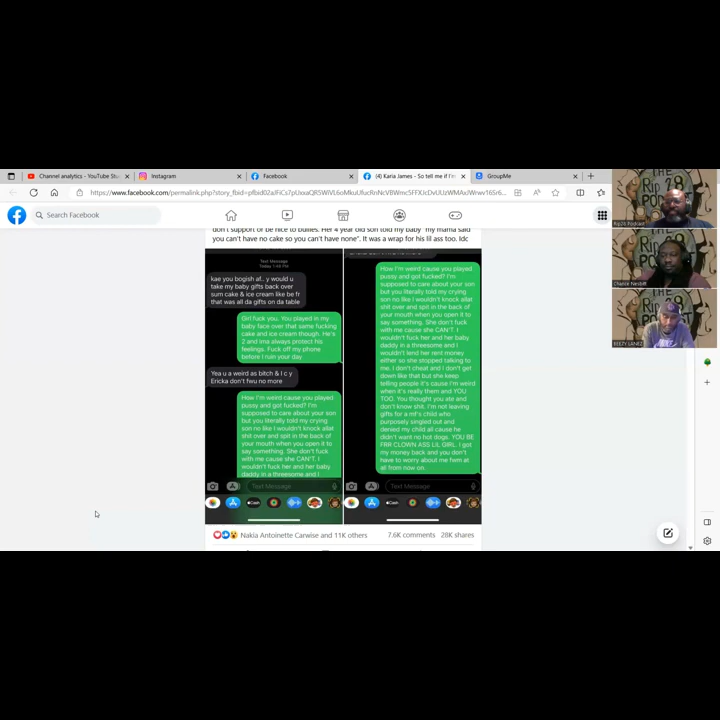 Channel analytics - YouTube Stu
Instagram
Facebook
(4) Karia James - So tell me if I'm
GroupMe
Search Facebook
don't support or be nice to bullies. Her 4 year old son told my baby "my mama said
you can't have no cake so you can't have none". It was a wrap for his lil ass too. Idc
Text Message
Today 1:48 PM
kae you bogish af.. y would u
take my baby gifts back over
sum cake & ice cream like be fr
that was all da gifts on da table
Girl fuck you. You played in my
baby face over that same fucking
cake and ice cream though. He's
2 and Ima always protect his
feelings. Fuck off my phone
before I ruin your day
Yea u a weird as bitch & I c y
Ericka don't fwu no more
How I'm weird cause you played
pussy and got fucked? I'm
supposed to care about your son
but you literally told my crying
son no like I wouldn't knock allat
shit over and spit in the back of
your mouth when you open it to
say something. She don't fuck
with me cause she CAN'T. I
wouldn't fuck her and her baby
daddy in a threesome and I
Text Message
How I'm weird cause you played
pussy and got fucked? I'm
supposed to care about your son
but you literally told my crying
son no like I wouldn't knock allat
shit over and spit in the back of
your mouth when you open it to
say something. She don't fuck
with me cause she CAN'T. I
wouldn't fuck her and her baby
daddy in a threesome and I
wouldn't lend her rent money
either so she stopped talking to
me. I don't cheat and I don't get
down like that but she keep
telling people it's cause I'm weird
when it's really them and YOU
TOO. You thought you ate and
don't know shit. I'm not leaving
gifts for a mf's child who
purposely singled out and
denied my child all cause he
didn't want no hot dogs. YOU BE
FRR CLOWN ASS LIL GIRL. I got
my money back and you don't
have to worry about me fem at
all from now on.
Text Message
Nakia Antoinette Carwise and 11K others
7.6K comments
28K shares
Rip28 Podcast
Chanik Nesbitt